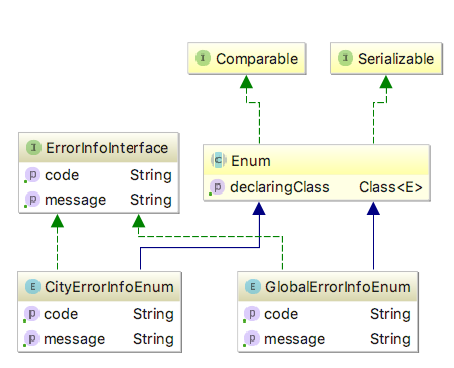 I Comparable
I Serializable
I ErrorInfoInterface
p code String
p message String
C Enum
p declaringClass Class<E>
E CityErrorInfoEnum
p code String
p message String
E GlobalErrorInfoEnum
p code String
p message String